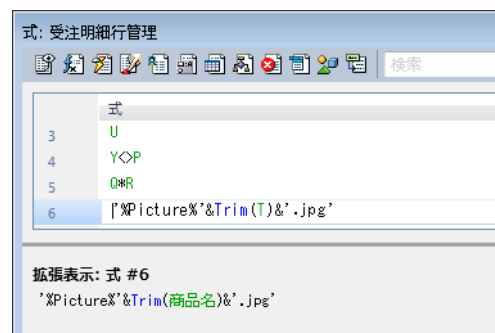 式: 受注明細行管理
検索
式
3 U
4 Y<>P
5 Q*R
6 '%Picture%'&Trim(T)&'.jpg'
拡張表示: 式 #6
'%Picture%'&Trim(商品名)&'.jpg'